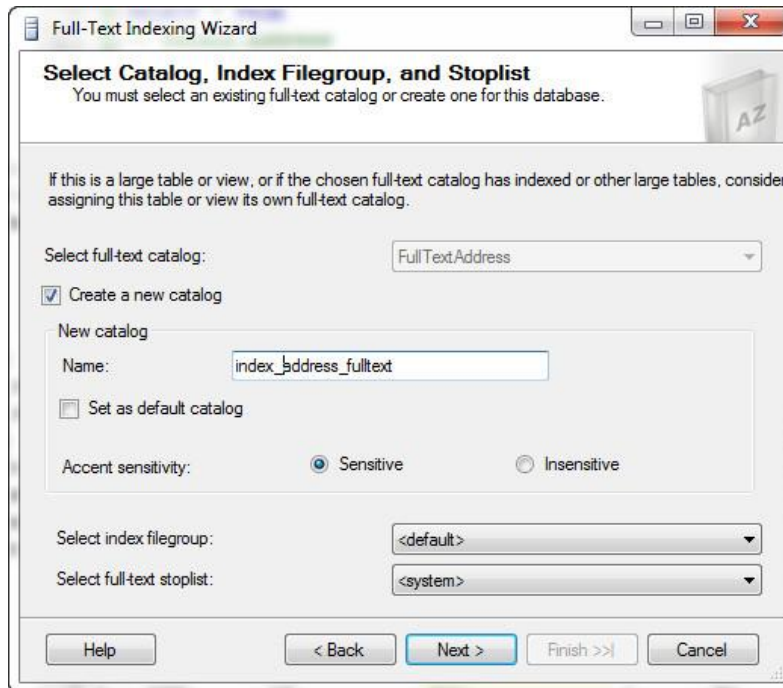 Full-Text Indexing Wizard
Select Catalog, Index Filegroup, and Stoplist
You must select an existing full-text catalog or create one for this database.
AZ
If this is a large table or view, or if the chosen full-text catalog has indexed or other large tables, consider
assigning this table or view its own full-text catalog.
Select full-text catalog: FullTextAddress
Create a new catalog
New catalog
Name: index_address_fulltext
Set as default catalog
Accent sensitivity: Sensitive Insensitive
Select index filegroup: <default>
Select full-text stoplist: <system>
Help < Back Next > Finish >>| Cancel